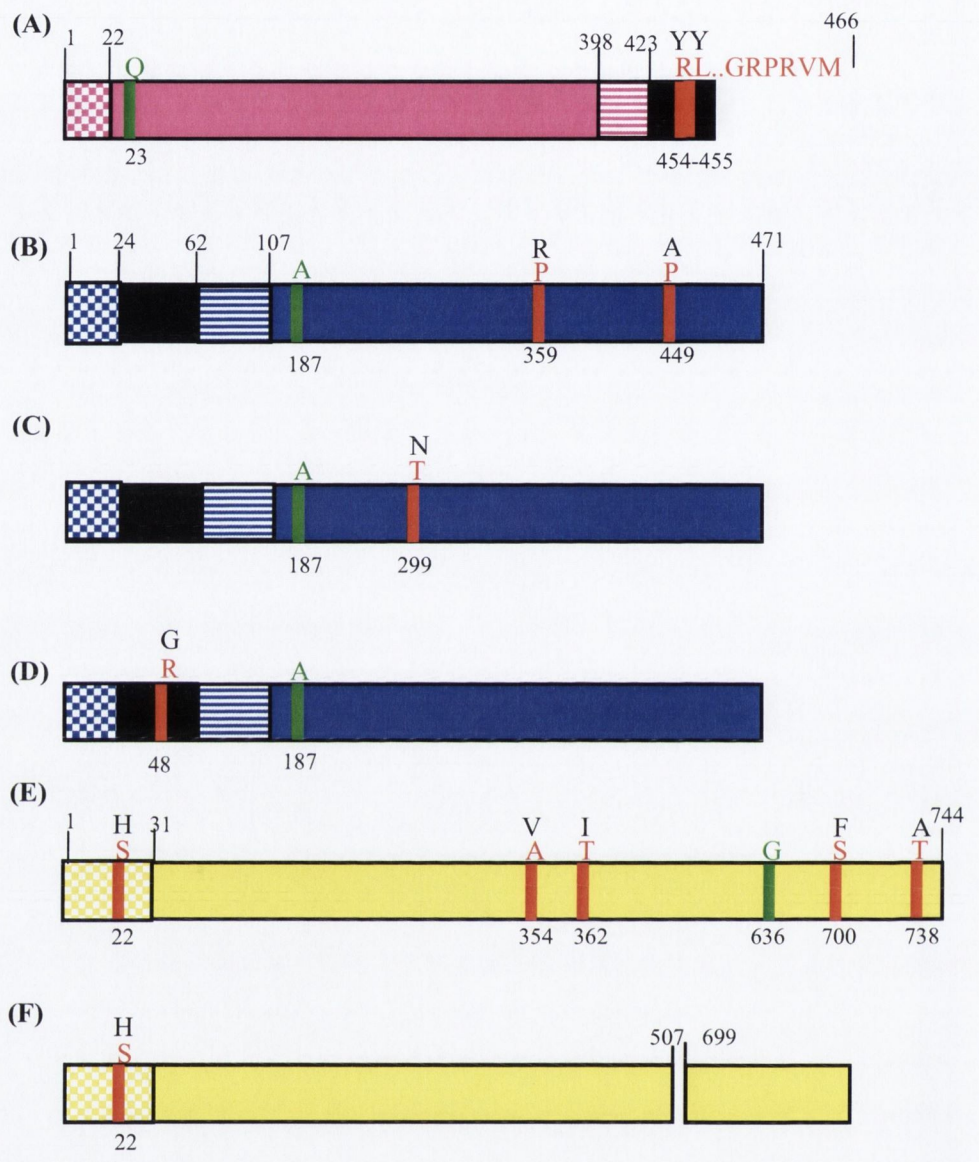 (A)
1 22 398 423 466
Q YY
RL..GRPRVM
23 454-455
(B)
1 24 62 107 471
A R A
P P
187 359 449
(C)
N
A T
187 299
(D)
G
R A
48 187
(E)
1 H 31 V I F A 744
S A T G S T
22 354 362 636 700 738
(F)
H 507 699
S
22